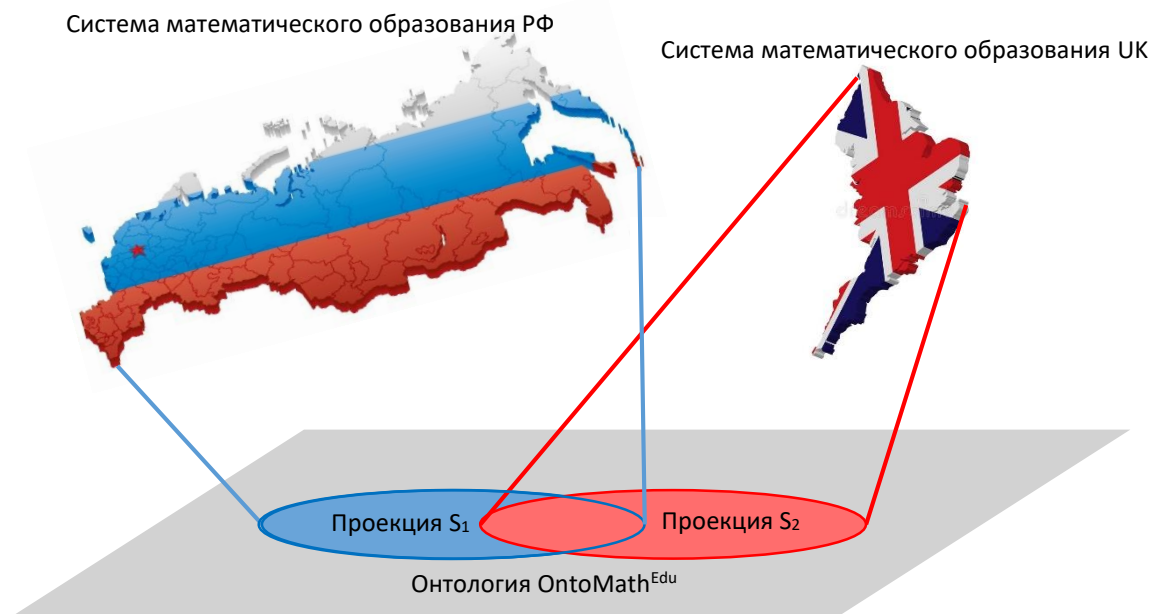 Система математического образования РФ
Система математического образования UK
Проекция S₁
Проекция S₂
Онтология OntoMathᴱᵈᵘ